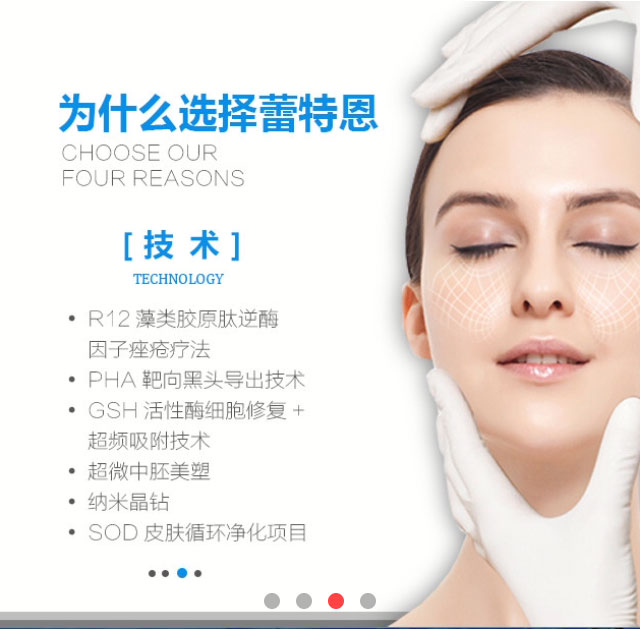 为什么选择蕾特恩
CHOOSE OUR
FOUR REASONS
[ 技 术 ]
TECHNOLOGY
• R12 藻类胶原肽逆酶
因子痤疮疗法
• PHA 靶向黑头导出技术
• GSH 活性酶细胞修复 +
超频吸附技术
• 超微中胚美塑
• 纳米晶钻
• SOD 皮肤循环净化项目